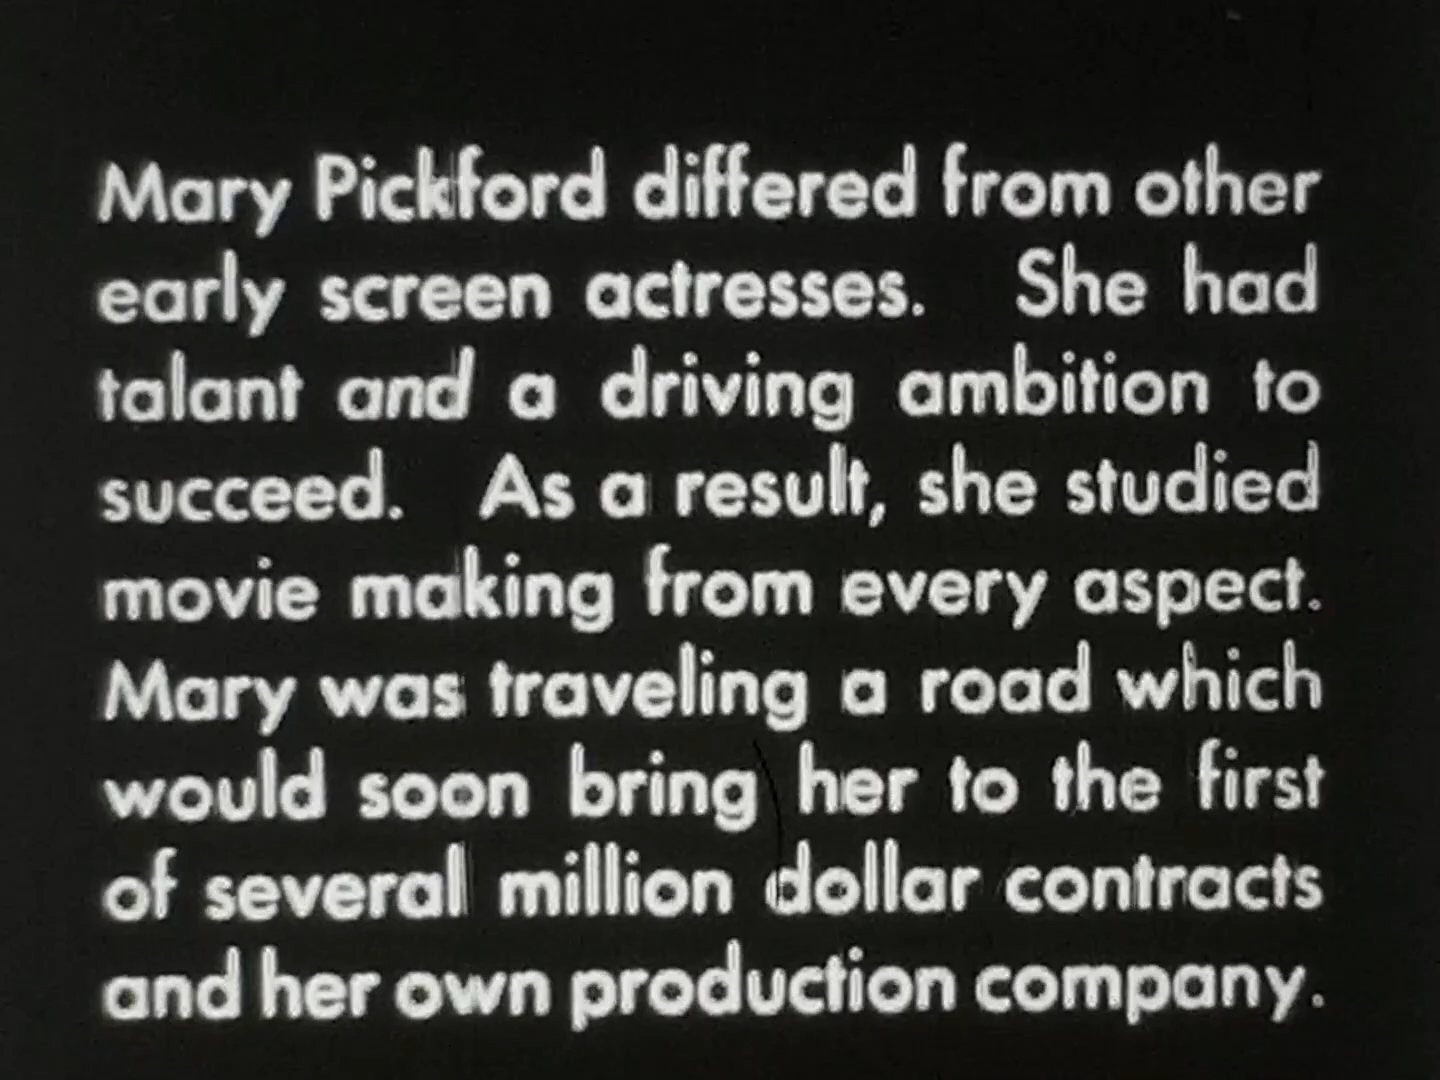 Mary Pickford differed from other
early screen actresses. She had
talant and a driving ambition to
succeed. As a result, she studied
movie making from every aspect.
Mary was traveling a road which
would soon bring her to the first
of several million dollar contracts
and her own production company.